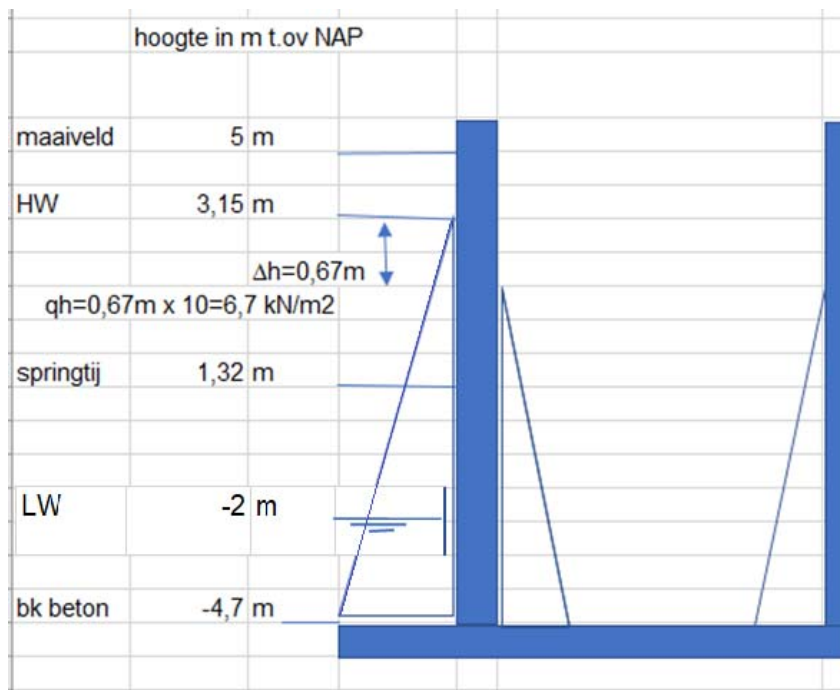 hoogte in m t.ov NAP
maaiveld 5 m
HW 3,15 m
Δh=0,67m
qh=0,67m x 10=6,7 kN/m2
springtij 1,32 m
LW -2 m
bk beton -4,7 m